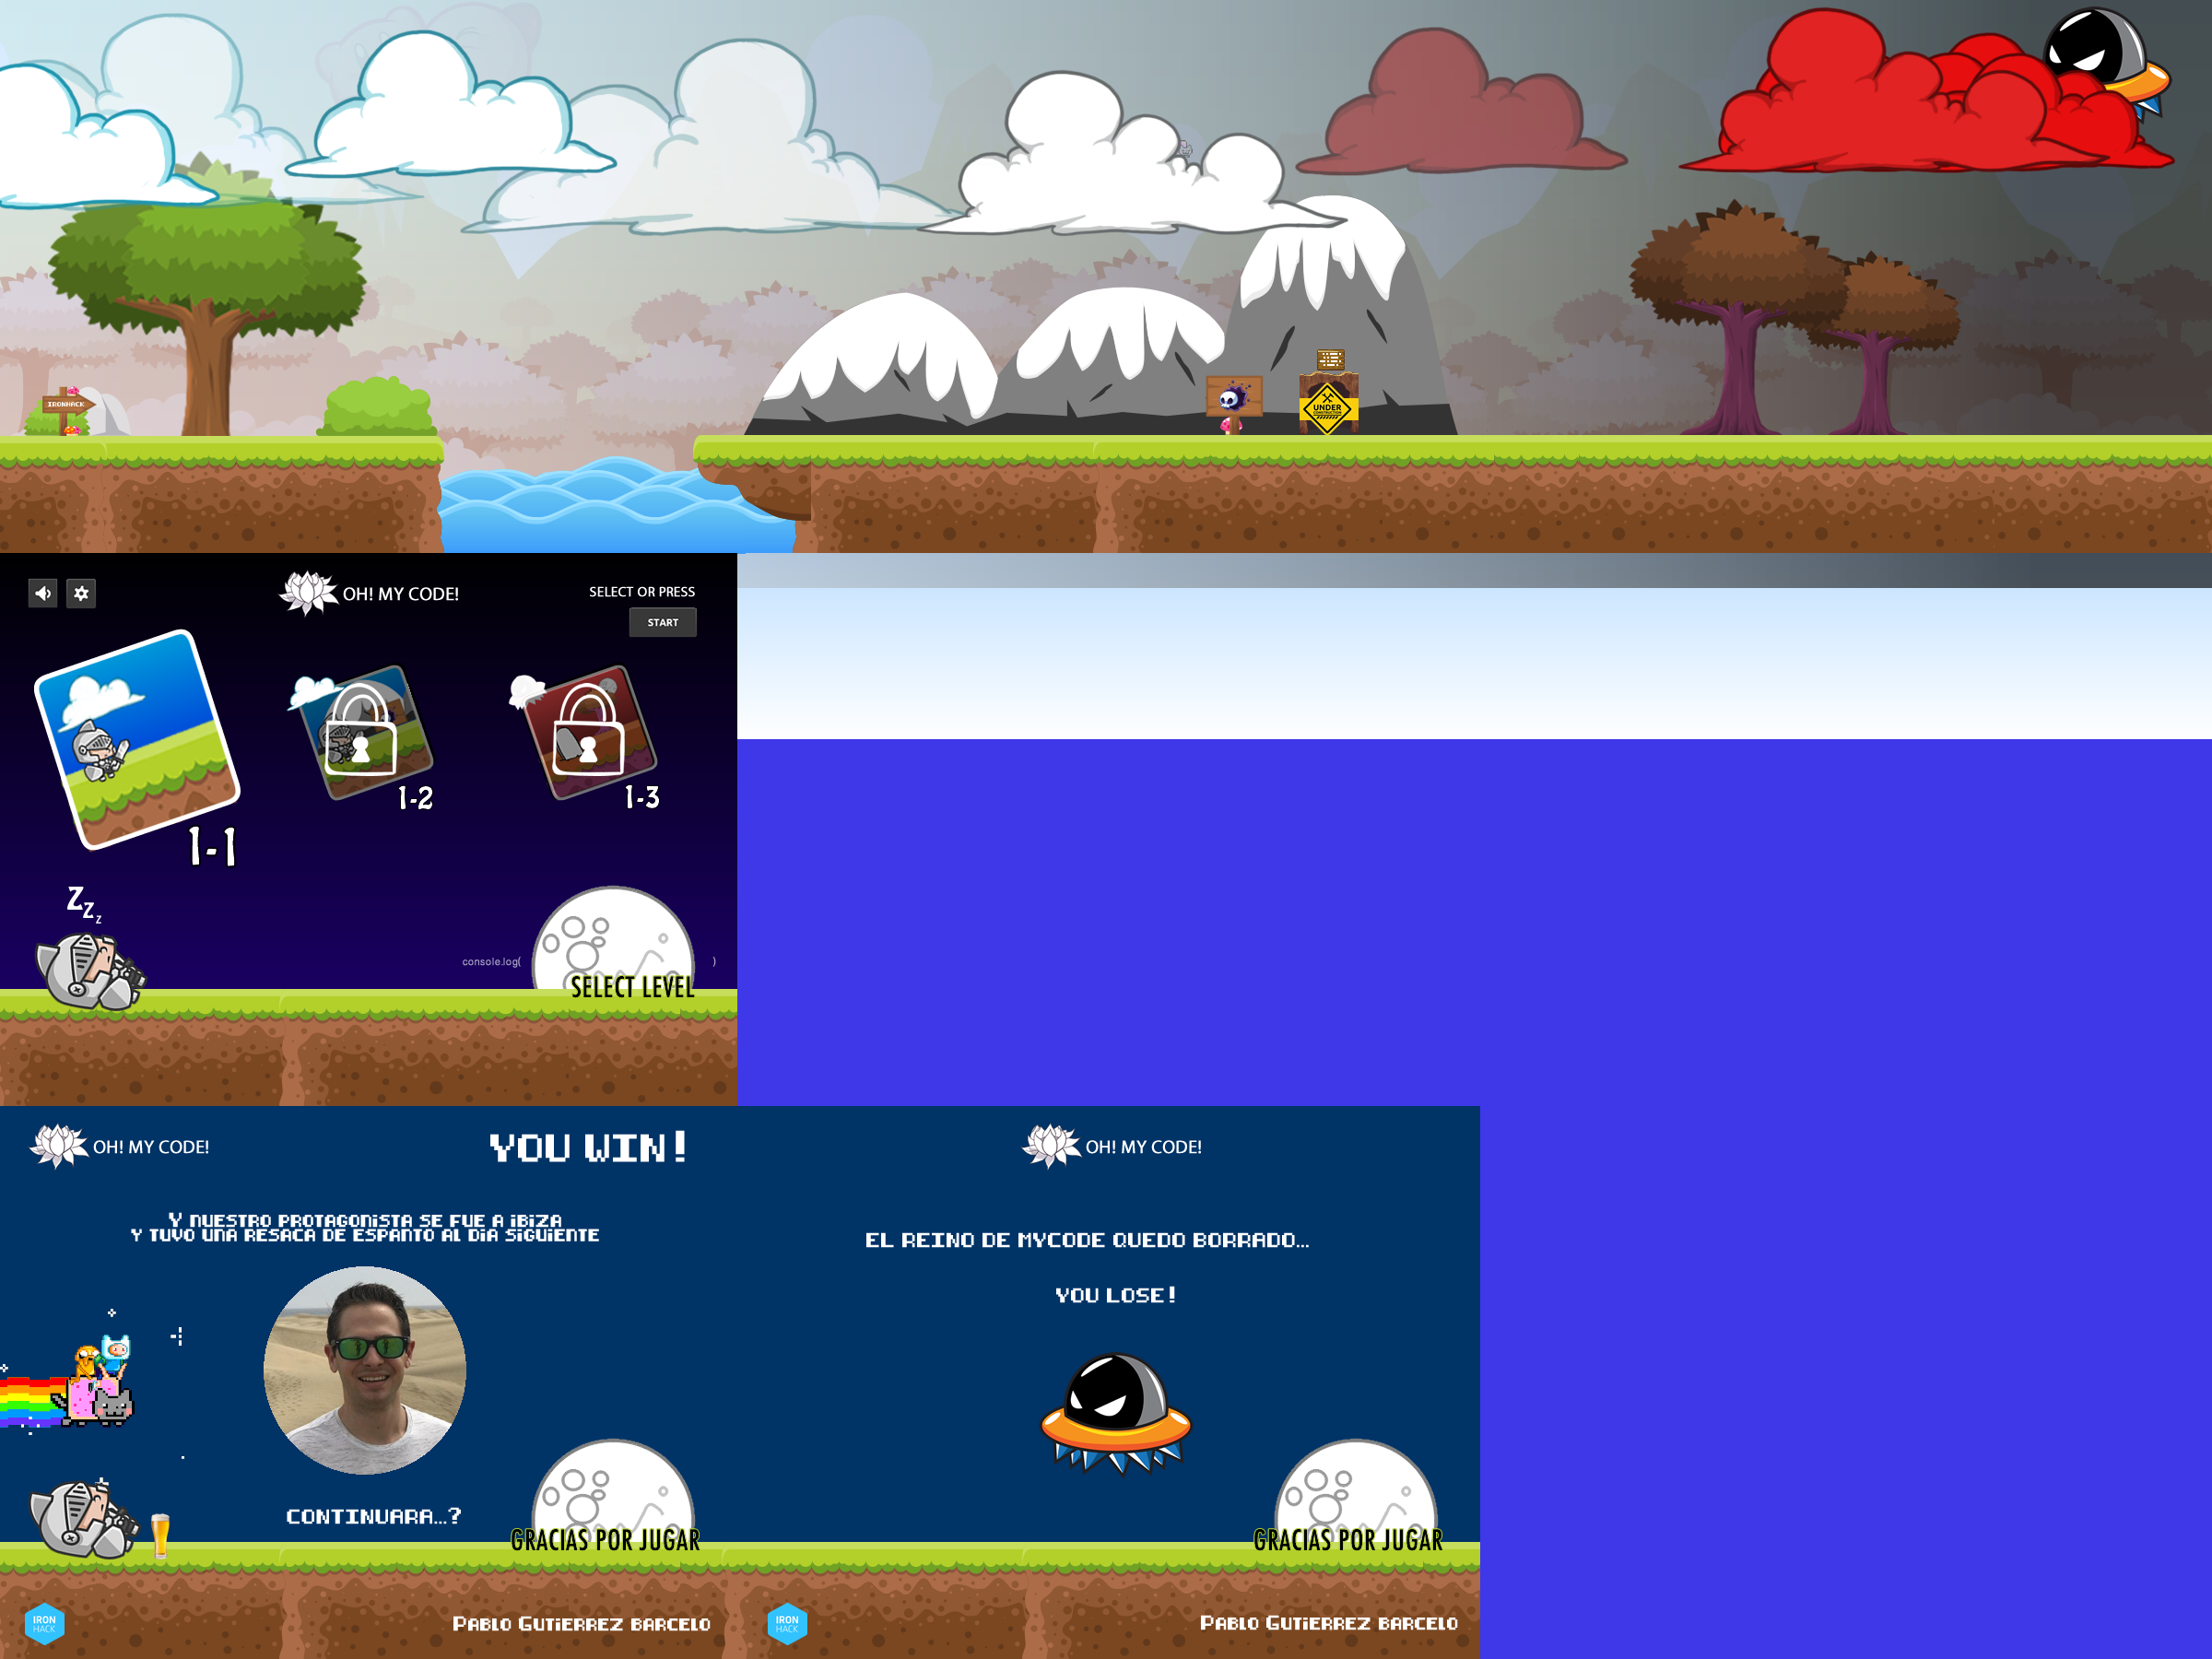 IRONHACK
UNDER
CONSTRUCTION
OH! MY CODE!
SELECT OR PRESS
START
1-1
1-2
1-3
Z
Z
Z
console.log( )
SELECT LEVEL
OH! MY CODE!
YOU WIN!
Y NUESTRO PROTAGONISTA SE FUE A IBIZA
Y TUVO UNA RESACA DE ESPANTO AL DIA SIGUIENTE
CONTINUARA...?
GRACIAS POR JUGAR
IRON
HACK
PABLO GUTIERREZ BARCELO
OH! MY CODE!
EL REINO DE MYCODE QUEDO BORRADO...
YOU LOSE!
GRACIAS POR JUGAR
IRON
HACK
PABLO GUTIERREZ BARCELO